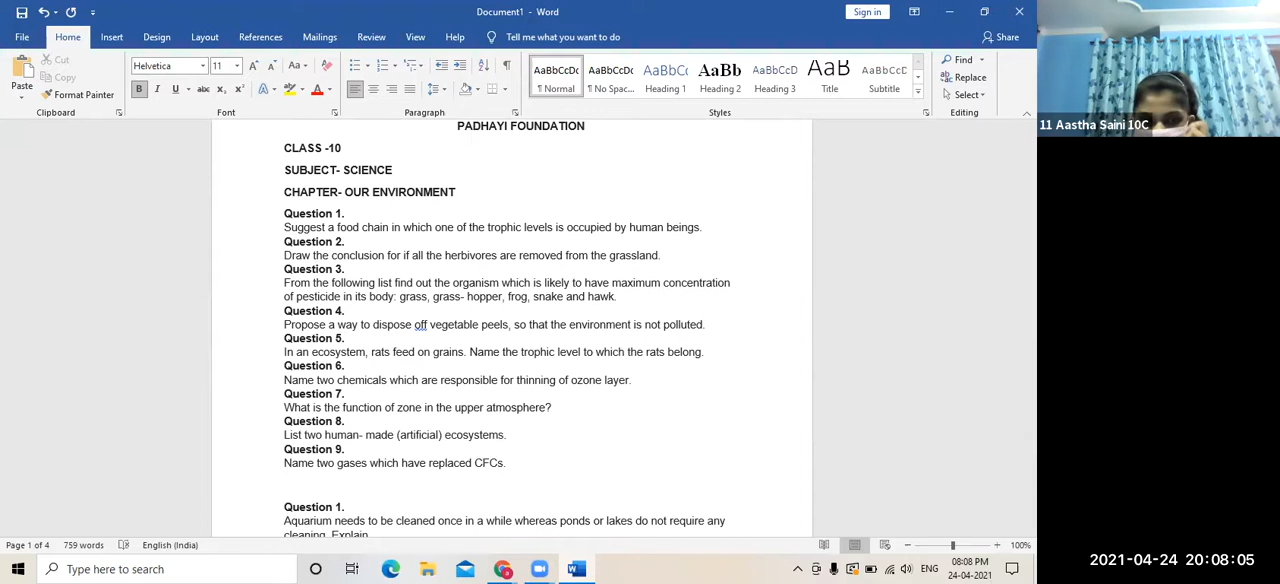 Document1 - Word
Sign in
File Home Insert Design Layout References Mailings Review View Help Tell me what you want to do Share
Paste Cut Copy Format Painter
Helvetica 11
AaBbCcDc AaBbCcDc AaBbCc AaBb AaBbCcD AaB AaBbCcD
¶ Normal ¶ No Spac... Heading 1 Heading 2 Heading 3 Title Subtitle
Find Replace Select
Clipboard Font Paragraph Styles Editing
11 Aastha Saini 10C
PADHAYI FOUNDATION
CLASS -10
SUBJECT- SCIENCE
CHAPTER- OUR ENVIRONMENT
Question 1.
Suggest a food chain in which one of the trophic levels is occupied by human beings.
Question 2.
Draw the conclusion for if all the herbivores are removed from the grassland.
Question 3.
From the following list find out the organism which is likely to have maximum concentration
of pesticide in its body: grass, grass- hopper, frog, snake and hawk.
Question 4.
Propose a way to dispose off vegetable peels, so that the environment is not polluted.
Question 5.
In an ecosystem, rats feed on grains. Name the trophic level to which the rats belong.
Question 6.
Name two chemicals which are responsible for thinning of ozone layer.
Question 7.
What is the function of zone in the upper atmosphere?
Question 8.
List two human- made (artificial) ecosystems.
Question 9.
Name two gases which have replaced CFCs.
Question 1.
Aquarium needs to be cleaned once in a while whereas ponds or lakes do not require any
cleaning. Explain
Page 1 of 4 759 words English (India) 100%
Type here to search
ENG
08:08 PM
24-04-2021
2021-04-24 20:08:05